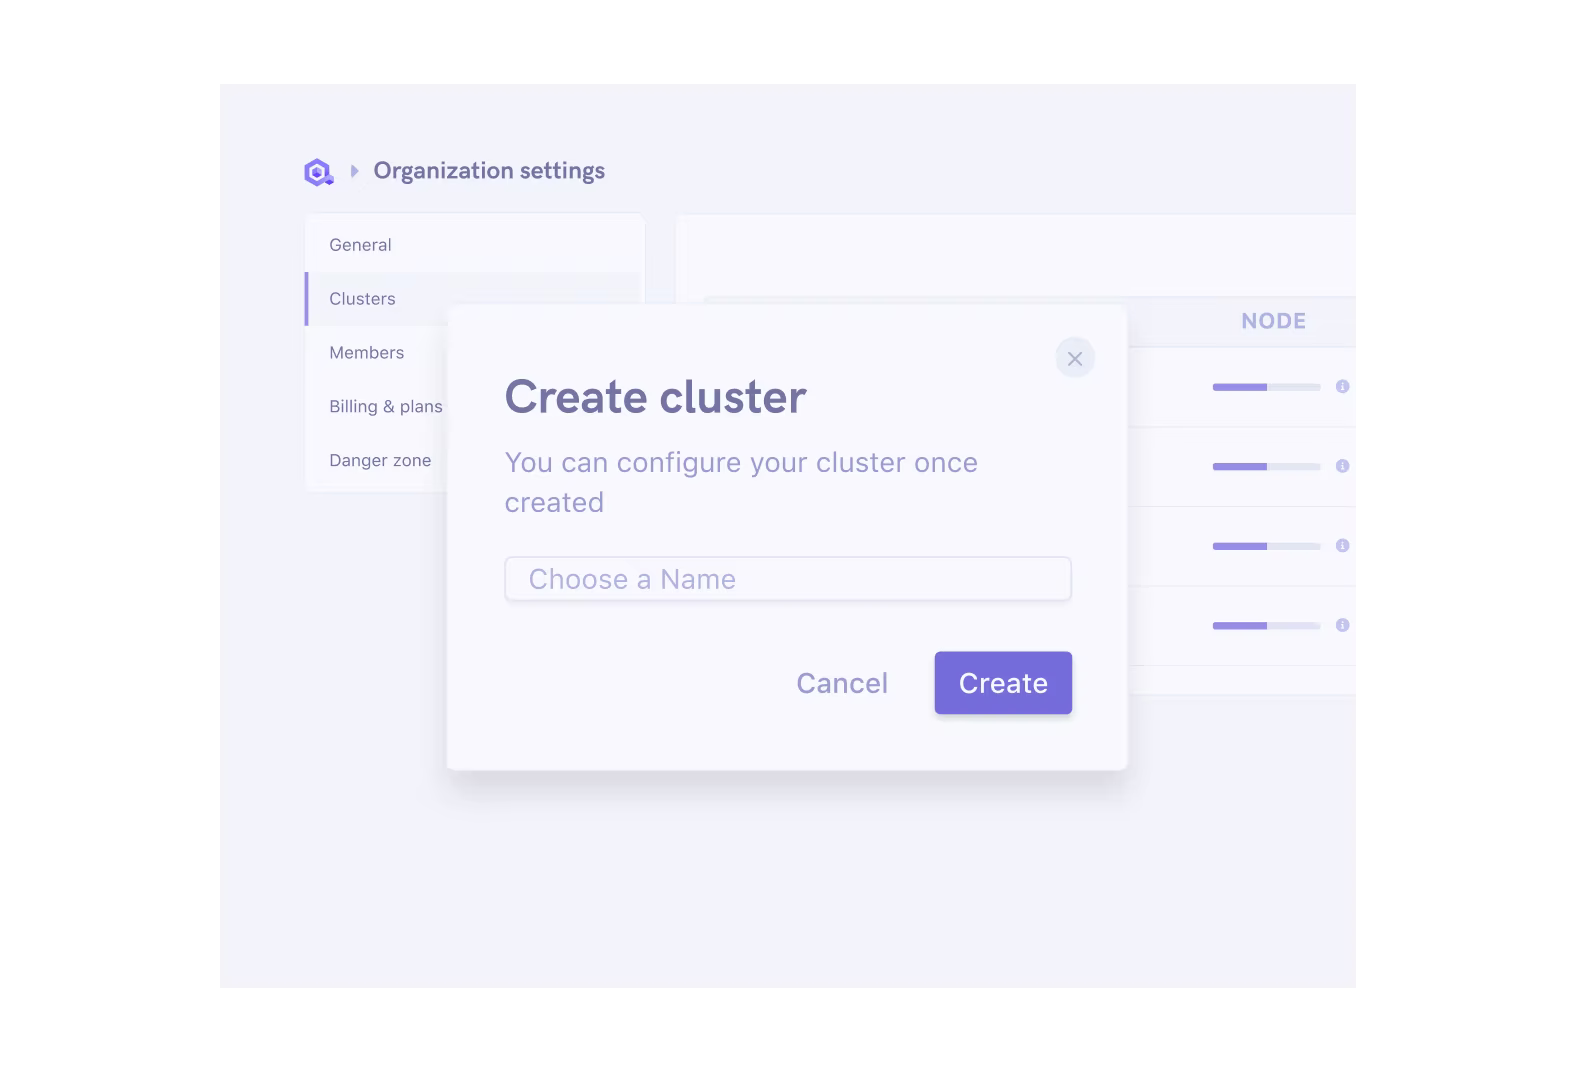 Organization settings
General
Clusters
Members
Billing & plans
Danger zone
NODE
Create cluster
You can configure your cluster once
created
Choose a Name
Cancel
Create